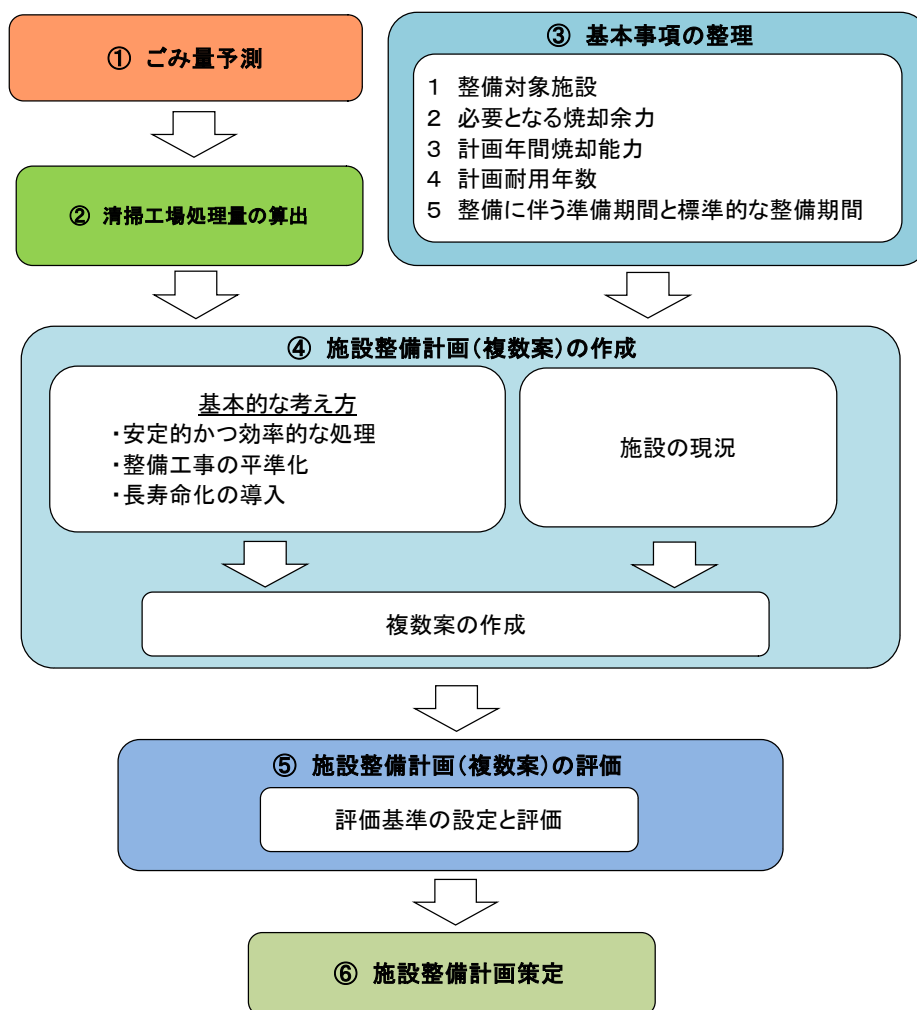 ① ごみ量予測
② 清掃工場処理量の算出
③ 基本事項の整理
1 整備対象施設
2 必要となる焼却余力
3 計画年間焼却能力
4 計画耐用年数
5 整備に伴う準備期間と標準的な整備期間
④ 施設整備計画(複数案)の作成
基本的な考え方
・安定的かつ効率的な処理
・整備工事の平準化
・長寿命化の導入
施設の現況
複数案の作成
⑤ 施設整備計画(複数案)の評価
評価基準の設定と評価
⑥ 施設整備計画策定